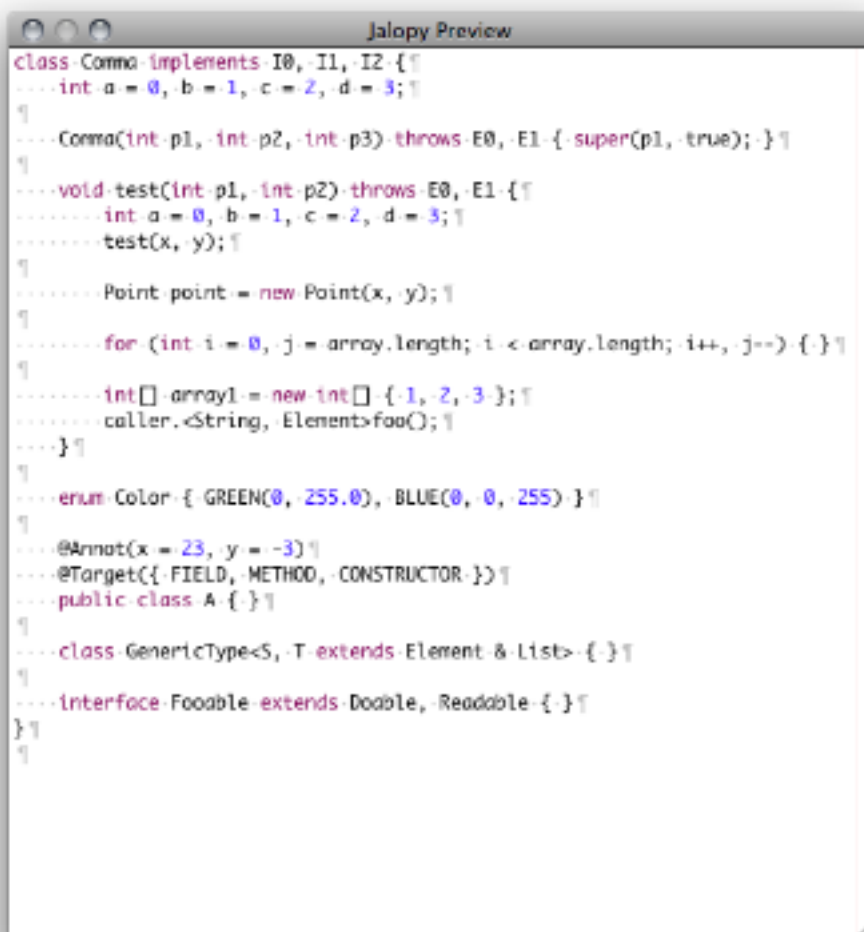 Jalopy Preview
class Comma implements I0, I1, I2 {
    int a = 0, b = 1, c = 2, d = 3;

    Comma(int p1, int p2, int p3) throws E0, E1 { super(p1, true); }

    void test(int p1, int p2) throws E0, E1 {
        int a = 0, b = 1, c = 2, d = 3;
        test(x, y);

        Point point = new Point(x, y);

        for (int i = 0, j = array.length; i < array.length; i++, j--) { }

        int[] array1 = new int[] { 1, 2, 3 };
        caller.<String, Element>foo();
    }

    enum Color { GREEN(0, 255.0), BLUE(0, 0, 255) }

    @Annot(x = 23, y = -3)
    @Target({ FIELD, METHOD, CONSTRUCTOR })
    public class A { }

    class GenericType<S, T extends Element & List> { }

    interface Fooable extends Doable, Readable { }
}